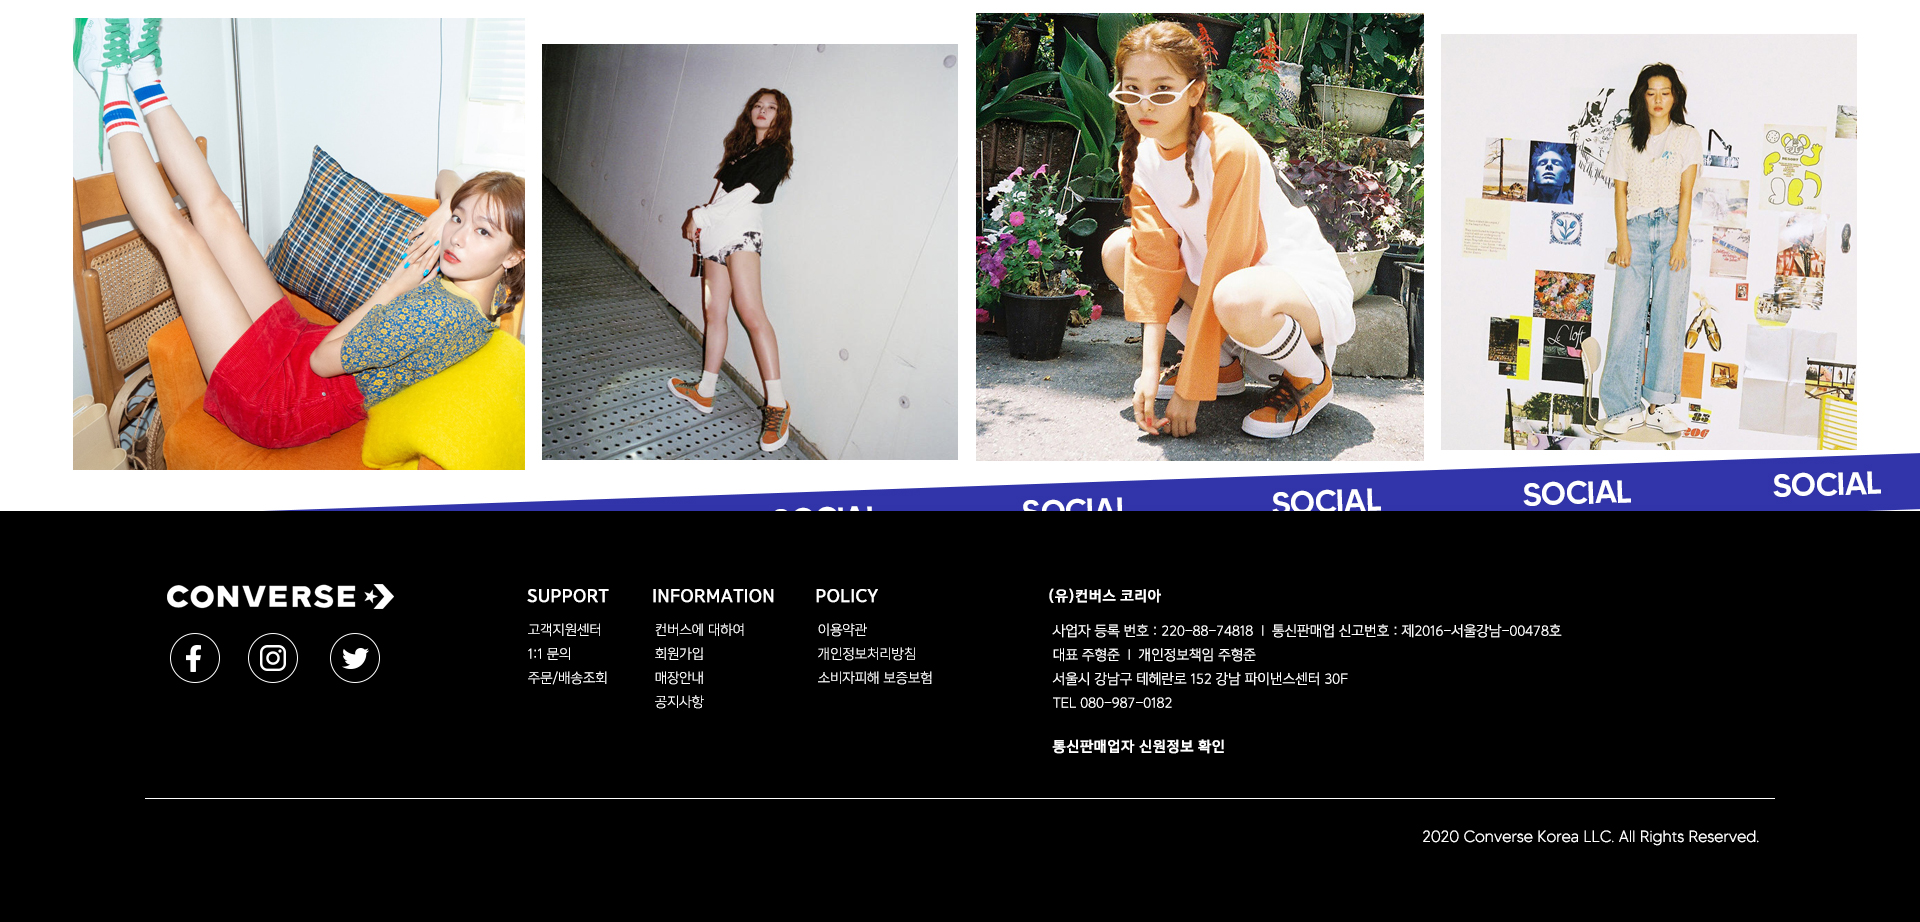 Le loft
SOCIAL SOCIAL SOCIAL SOCIAL SOCIAL
CONVERSE
SUPPORT
고객지원센터
1:1 문의
주문/배송조회
INFORMATION
컨버스에 대하여
회원가입
매장안내
공지사항
POLICY
이용약관
개인정보처리방침
소비자피해 보증보험
(유)컨버스 코리아
사업자 등록 번호 : 220-88-74818 | 통신판매업 신고번호 : 제2016-서울강남-00478호
대표 주형준 | 개인정보책임 주형준
서울시 강남구 테헤란로 152 강남 파이낸스센터 30F
TEL 080-987-0182
통신판매업자 신원정보 확인
2020 Converse Korea LLC. All Rights Reserved.